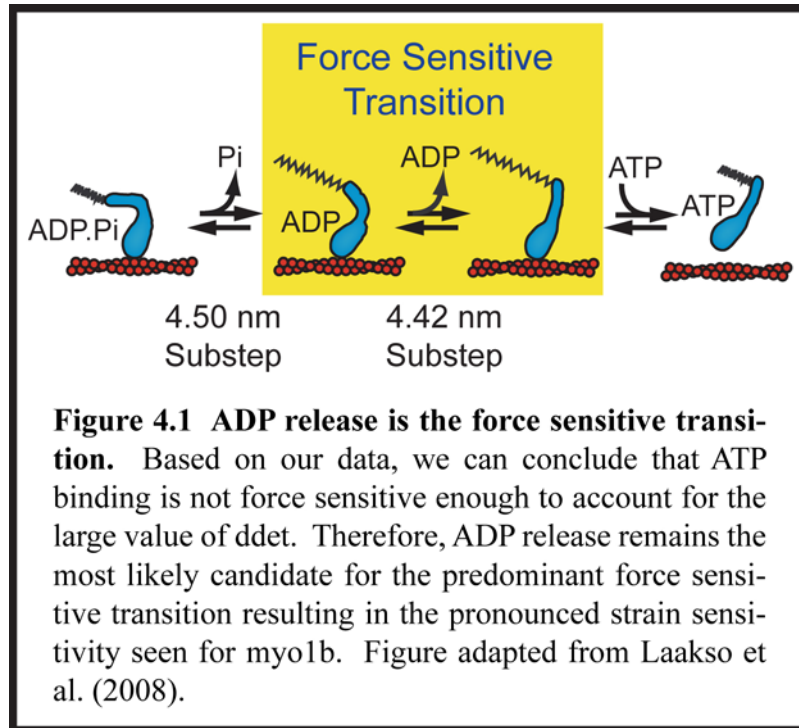 Force Sensitive
Transition
Pi
ADP
ATP
ADP.Pi
ADP
ATP
4.50 nm
Substep
4.42 nm
Substep
Figure 4.1 ADP release is the force sensitive transi-
tion. Based on our data, we can conclude that ATP
binding is not force sensitive enough to account for the
large value of ddet. Therefore, ADP release remains the
most likely candidate for the predominant force sensi-
tive transition resulting in the pronounced strain sensi-
tivity seen for myo1b. Figure adapted from Laakso et
al. (2008).